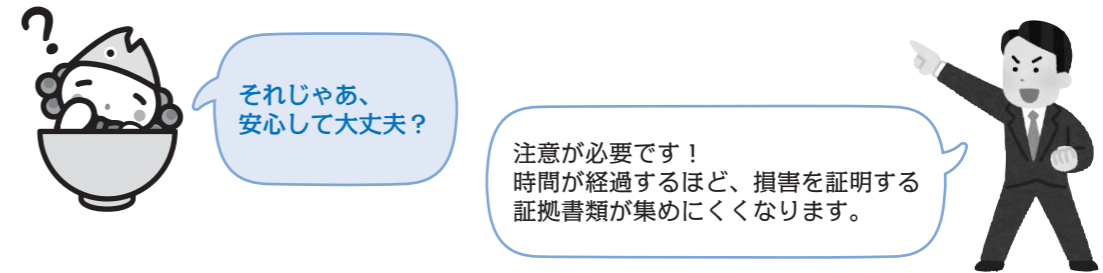 ?
それじゃあ、
安心して大丈夫？
注意が必要です！
時間が経過するほど、損害を証明する
証拠書類が集めにくくなります。